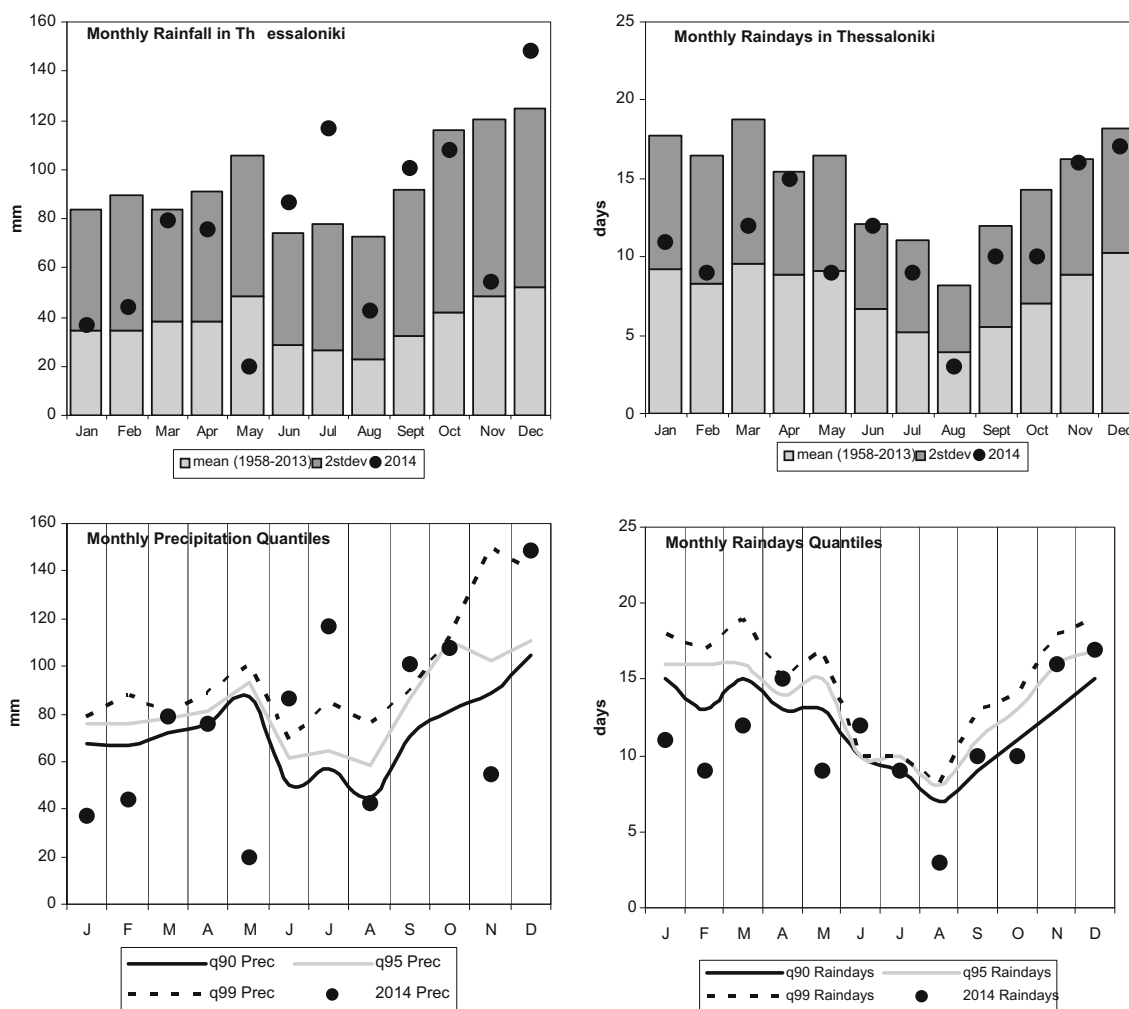 Monthly Rainfall in Th essaloniki
160
140
120
100
80
60
40
20
0
mm
Jan Feb Mar Apr May Jun Jul Aug Sept Oct Nov Dec
mean (1958-2013) 2stdev 2014
Monthly Raindays in Thessaloniki
25
20
15
10
5
0
days
Jan Feb Mar Apr May Jun Jul Aug Sept Oct Nov Dec
mean (1958-2013) 2stdev 2014
Monthly Precipitation Quantiles
160
140
120
100
80
60
40
20
0
mm
J F M A M J J A S O N D
q90 Prec q95 Prec
q99 Prec 2014 Prec
Monthly Raindays Quantiles
25
20
15
10
5
0
days
J F M A M J J A S O N D
q90 Raindays q95 Raindays
q99 Raindays 2014 Raindays